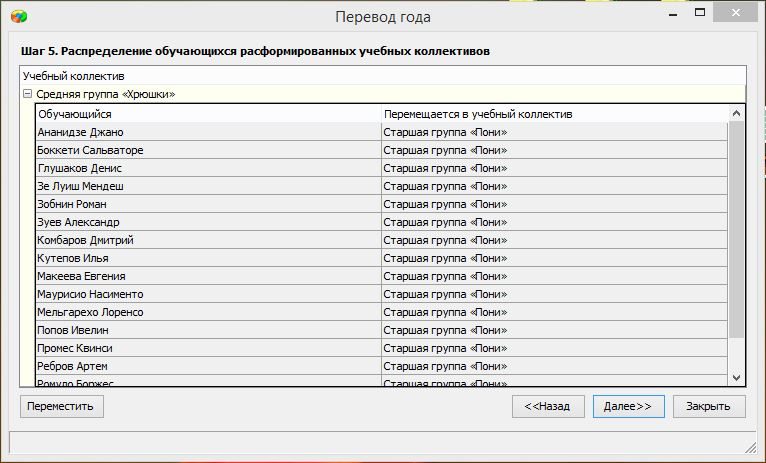 Перевод года
Шаг 5. Распределение обучающихся расформированных учебных коллективов
Учебный коллектив
Средняя группа «Хрюшки»
Обучающийся Перемещается в учебный коллектив
Ананидзе Джано Старшая группа «Пони»
Боккети Сальваторе Старшая группа «Пони»
Глушаков Денис Старшая группа «Пони»
Зе Луиш Мендеш Старшая группа «Пони»
Зобнин Роман Старшая группа «Пони»
Зуев Александр Старшая группа «Пони»
Комбаров Дмитрий Старшая группа «Пони»
Кутепов Илья Старшая группа «Пони»
Макеева Евгения Старшая группа «Пони»
Маурисио Насименто Старшая группа «Пони»
Мельгарехо Лоренсо Старшая группа «Пони»
Попов Ивелин Старшая группа «Пони»
Промес Квинси Старшая группа «Пони»
Ребров Артем Старшая группа «Пони»
Ромуло Боржес Старшая группа «Пони»
Переместить <<Назад Далее>> Закрыть